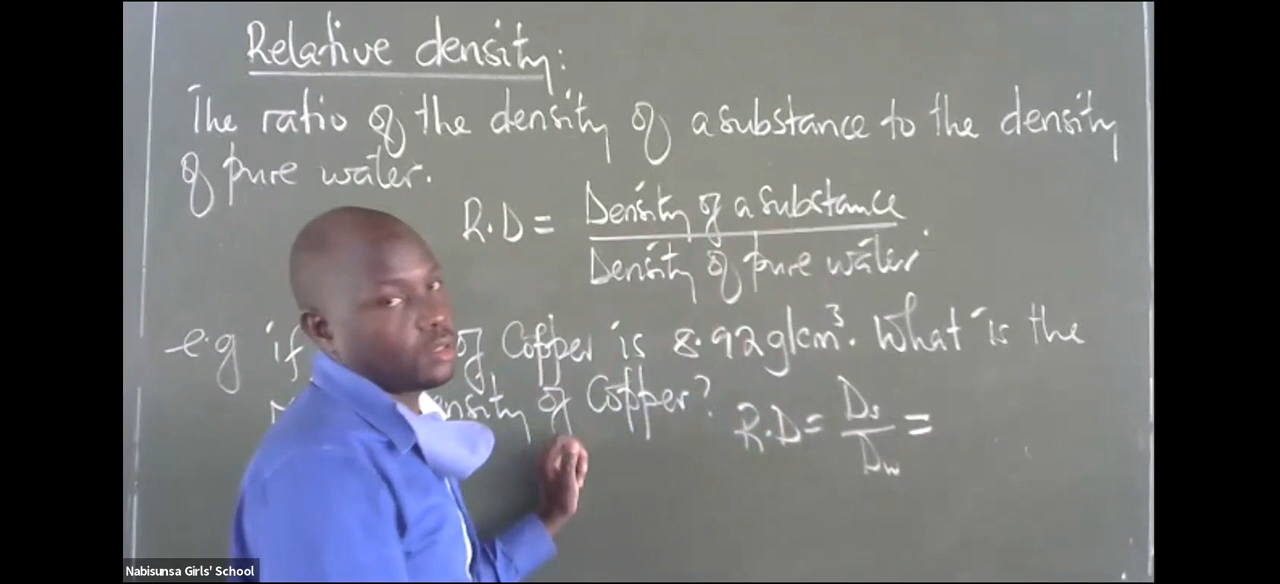 Relative density:
The ratio of the density of a substance to the density
of pure water.
R.D = Density of a substance
Density of pure water
e.g if of Copper is 8.92g/cm³. What is the
density of Copper?
R.D = Ds
Dw =
Nabisunsa Girls' School